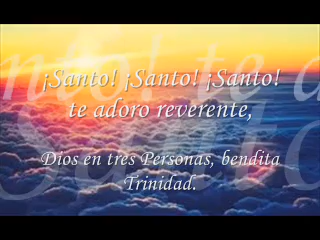 ¡Santo! ¡Santo! ¡Santo!
te adoro reverente,
Dios en tres Personas, bendita
Trinidad.